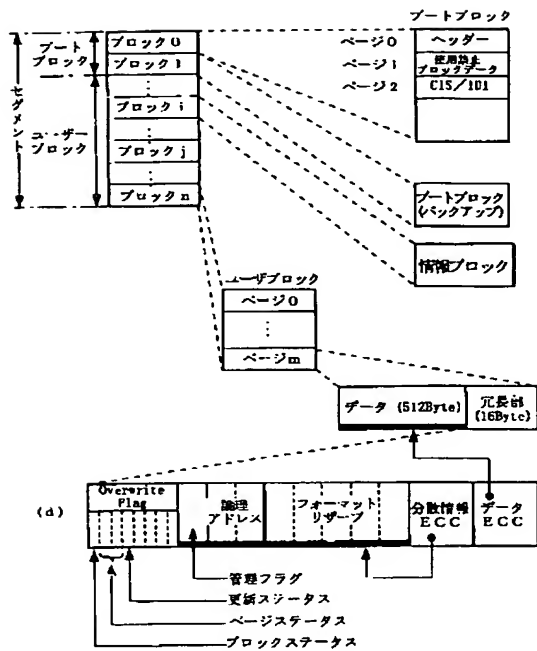 ブートブロック
ブート
ブロック
セグメント
ユーザー
ブロック
ブロック0
ブロック1
ブロックi
ブロックj
ブロックn
ページ0 ヘッダー
ページ1 使用禁止
ブロックデータ
ページ2 CIS/IDI
ブートブロック
(バックアップ)
情報ブロック
ユーザブロック
ページ0
ページm
データ (512Byte)
冗長部
(16Byte)
(d)
Overwrite
Flag
論理
アドレス
フォーマット
リザーブ
分散情報
ECC
データ
ECC
管理フラグ
更新ステータス
ページステータス
ブロックステータス